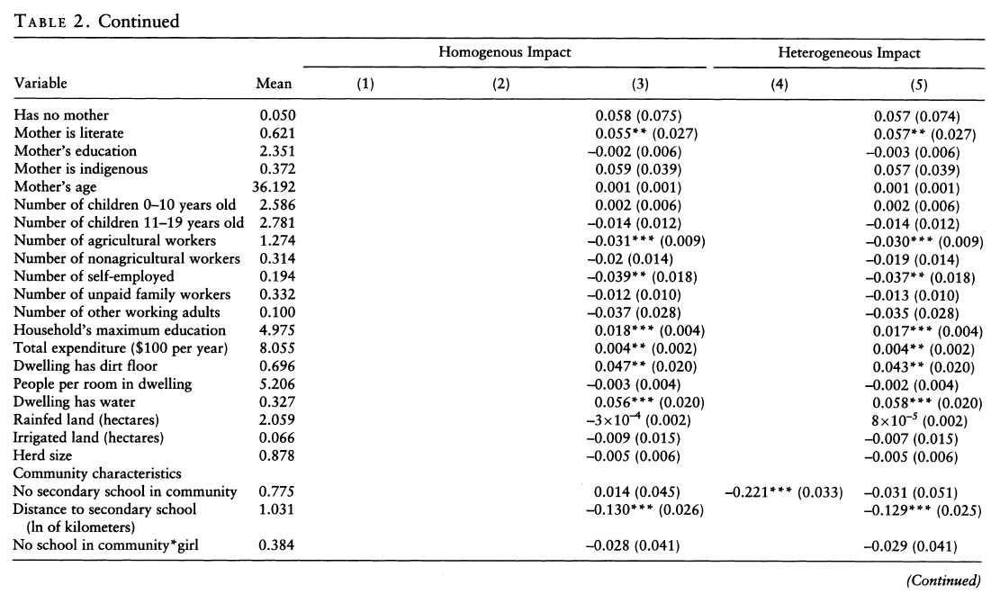 TABLE 2. Continued
Homogenous Impact Heterogeneous Impact
Variable Mean (1) (2) (3) (4) (5)
Has no mother 0.050 0.058 (0.075) 0.057 (0.074)
Mother is literate 0.621 0.055** (0.027) 0.057** (0.027)
Mother's education 2.351 −0.002 (0.006) −0.003 (0.006)
Mother is indigenous 0.372 0.059 (0.039) 0.057 (0.039)
Mother's age 36.192 0.001 (0.001) 0.001 (0.001)
Number of children 0–10 years old 2.586 0.002 (0.006) 0.002 (0.006)
Number of children 11–19 years old 2.781 −0.014 (0.012) −0.014 (0.012)
Number of agricultural workers 1.274 −0.031*** (0.009) −0.030*** (0.009)
Number of nonagricultural workers 0.314 −0.02 (0.014) −0.019 (0.014)
Number of self-employed 0.194 −0.039** (0.018) −0.037** (0.018)
Number of unpaid family workers 0.332 −0.012 (0.010) −0.013 (0.010)
Number of other working adults 0.100 −0.037 (0.028) −0.035 (0.028)
Household's maximum education 4.975 0.018*** (0.004) 0.017*** (0.004)
Total expenditure ($100 per year) 8.055 0.004** (0.002) 0.004** (0.002)
Dwelling has dirt floor 0.696 0.047** (0.020) 0.043** (0.020)
People per room in dwelling 5.206 −0.003 (0.004) −0.002 (0.004)
Dwelling has water 0.327 0.056*** (0.020) 0.058*** (0.020)
Rainfed land (hectares) 2.059 −3×10⁻⁴ (0.002) 8×10⁻⁵ (0.002)
Irrigated land (hectares) 0.066 −0.009 (0.015) −0.007 (0.015)
Herd size 0.878 −0.005 (0.006) −0.005 (0.006)
Community characteristics
No secondary school in community 0.775 0.014 (0.045) −0.221*** (0.033) −0.031 (0.051)
Distance to secondary school 1.031 −0.130*** (0.026) −0.129*** (0.025)
(ln of kilometers)
No school in community*girl 0.384 −0.028 (0.041) −0.029 (0.041)
(Continued)